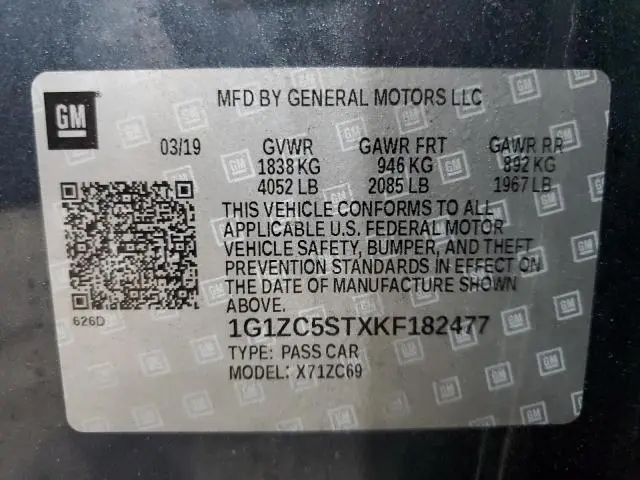 GM
MFD BY GENERAL MOTORS LLC
03/19 GVWR GAWR FRT GAWR RR
1838 KG 946 KG 892 KG
4052 LB 2085 LB 1967 LB
THIS VEHICLE CONFORMS TO ALL
APPLICABLE U.S. FEDERAL MOTOR
VEHICLE SAFETY, BUMPER, AND THEFT
PREVENTION STANDARDS IN EFFECT ON
THE DATE OF MANUFACTURE SHOWN
ABOVE.
626D
1G1ZC5STXKF182477
TYPE: PASS CAR
MODEL: X71ZC69